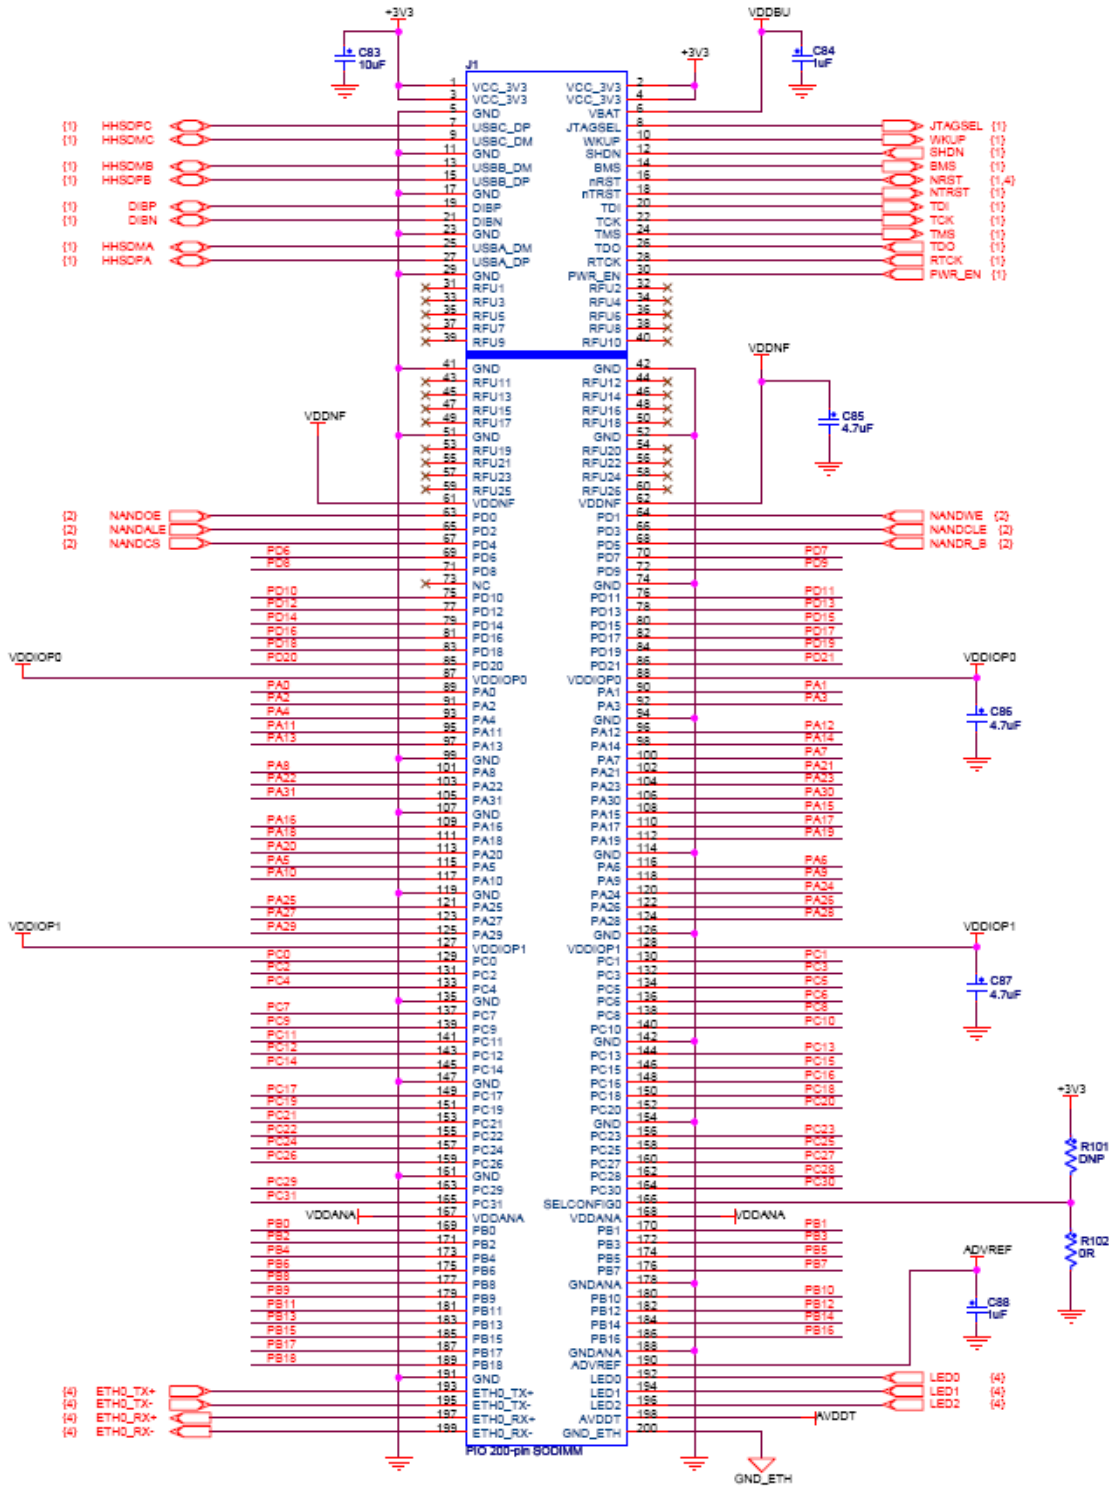 +3V3 VDDBU
C83 10uF +3V3 C84 1uF
J1
1 VCC_3V3 VCC_3V3 2
3 VCC_3V3 VCC_3V3 4
5 GND VBAT 6
{1} HHSDPC 7 USBC_DP JTAGSEL 8 JTAGSEL {1}
{1} HHSDMC 9 USBC_DM WKUP 10 WKUP {1}
11 GND SHDN 12 SHDN {1}
{1} HHSDMB 13 USBB_DM BMS 14 BMS {1}
{1} HHSDPB 15 USBB_DP nRST 16 NRST {1,4}
17 GND nTRST 18 NTRST {1}
{1} DIBP 19 DIBP TDI 20 TDI {1}
{1} DIBN 21 DIBN TCK 22 TCK {1}
23 GND TMS 24 TMS {1}
{1} HHSDMA 25 USBA_DM TDO 26 TDO {1}
{1} HHSDPA 27 USBA_DP RTCK 28 RTCK {1}
29 GND PWR_EN 30 PWR_EN {1}
31 RFU1 RFU2 32
33 RFU3 RFU4 34
35 RFU5 RFU6 36
37 RFU7 RFU8 38
39 RFU9 RFU10 40
VDDNF
41 GND GND 42
43 RFU11 RFU12 44
45 RFU13 RFU14 46
47 RFU15 RFU16 48
VDDNF 49 RFU17 RFU18 50 C85 4.7uF
51 GND GND 52
53 RFU19 RFU20 54
55 RFU21 RFU22 56
57 RFU23 RFU24 58
59 RFU25 RFU26 60
61 VDDNF VDDNF 62
{2} NANDOE 63 PD0 PD1 64 NANDWE {2}
{2} NANDALE 65 PD2 PD3 66 NANDCLE {2}
{2} NANDCS 67 PD4 PD5 68 NANDR_B {2}
PD6 69 PD6 PD7 70 PD7
PD8 71 PD8 PD9 72 PD9
73 NC GND 74
PD10 75 PD10 PD11 76 PD11
PD12 77 PD12 PD13 78 PD13
PD14 79 PD14 PD15 80 PD15
PD16 81 PD16 PD17 82 PD17
PD18 83 PD18 PD19 84 PD19
PD20 85 PD20 PD21 86 PD21
VDDIOP0 87 VDDIOP0 VDDIOP0 88 VDDIOP0
PA0 89 PA0 PA1 90 PA1
PA2 91 PA2 PA3 92 PA3
PA4 93 PA4 GND 94 C86 4.7uF
PA11 95 PA11 PA12 96 PA12
PA13 97 PA13 PA14 98 PA14
99 GND PA7 100 PA7
PA8 101 PA8 PA21 102 PA21
PA22 103 PA22 PA23 104 PA23
PA31 105 PA31 PA30 106 PA30
107 GND PA15 108 PA15
PA16 109 PA16 PA17 110 PA17
PA18 111 PA18 PA19 112 PA19
PA20 113 PA20 GND 114
PA5 115 PA5 PA6 116 PA6
PA10 117 PA10 PA9 118 PA9
119 GND PA24 120 PA24
PA25 121 PA25 PA26 122 PA26
PA27 123 PA27 PA28 124 PA28
PA29 125 PA29 GND 126
VDDIOP1 127 VDDIOP1 VDDIOP1 128 VDDIOP1
PC0 129 PC0 PC1 130 PC1
PC2 131 PC2 PC3 132 PC3
PC4 133 PC4 PC5 134 PC5 C87 4.7uF
135 GND PC6 136 PC6
PC7 137 PC7 PC8 138 PC8
PC9 139 PC9 PC10 140 PC10
PC11 141 PC11 GND 142
PC12 143 PC12 PC13 144 PC13
PC14 145 PC14 PC15 146 PC15
147 GND PC16 148 PC16
PC17 149 PC17 PC18 150 PC18 +3V3
PC19 151 PC19 PC20 152 PC20
PC21 153 PC21 GND 154
PC22 155 PC22 PC23 156 PC23
PC24 157 PC24 PC25 158 PC25 R101 DNP
PC26 159 PC26 PC27 160 PC27
161 GND PC28 162 PC28
PC29 163 PC29 PC30 164 PC30
PC31 165 PC31 SELCONFIG0 166
VDDANA 167 VDDANA VDDANA 168 VDDANA
PB0 169 PB0 PB1 170 PB1
PB2 171 PB2 PB3 172 PB3 R102 0R
PB4 173 PB4 PB5 174 PB5 ADVREF
PB6 175 PB6 PB7 176 PB7
PB8 177 PB8 GNDANA 178
PB9 179 PB9 PB10 180 PB10
PB11 181 PB11 PB12 182 PB12 C88 1uF
PB13 183 PB13 PB14 184 PB14
PB15 185 PB15 PB16 186 PB16
PB17 187 PB17 GNDANA 188
PB18 189 PB18 ADVREF 190
191 GND LED0 192 LED0 {4}
{4} ETH0_TX+ 193 ETH0_TX+ LED1 194 LED1 {4}
{4} ETH0_TX- 195 ETH0_TX- LED2 196 LED2 {4}
{4} ETH0_RX+ 197 ETH0_RX+ AVDDT 198 AVDDT
{4} ETH0_RX- 199 ETH0_RX- GND_ETH 200
PIO 200-pin SODIMM
GND_ETH